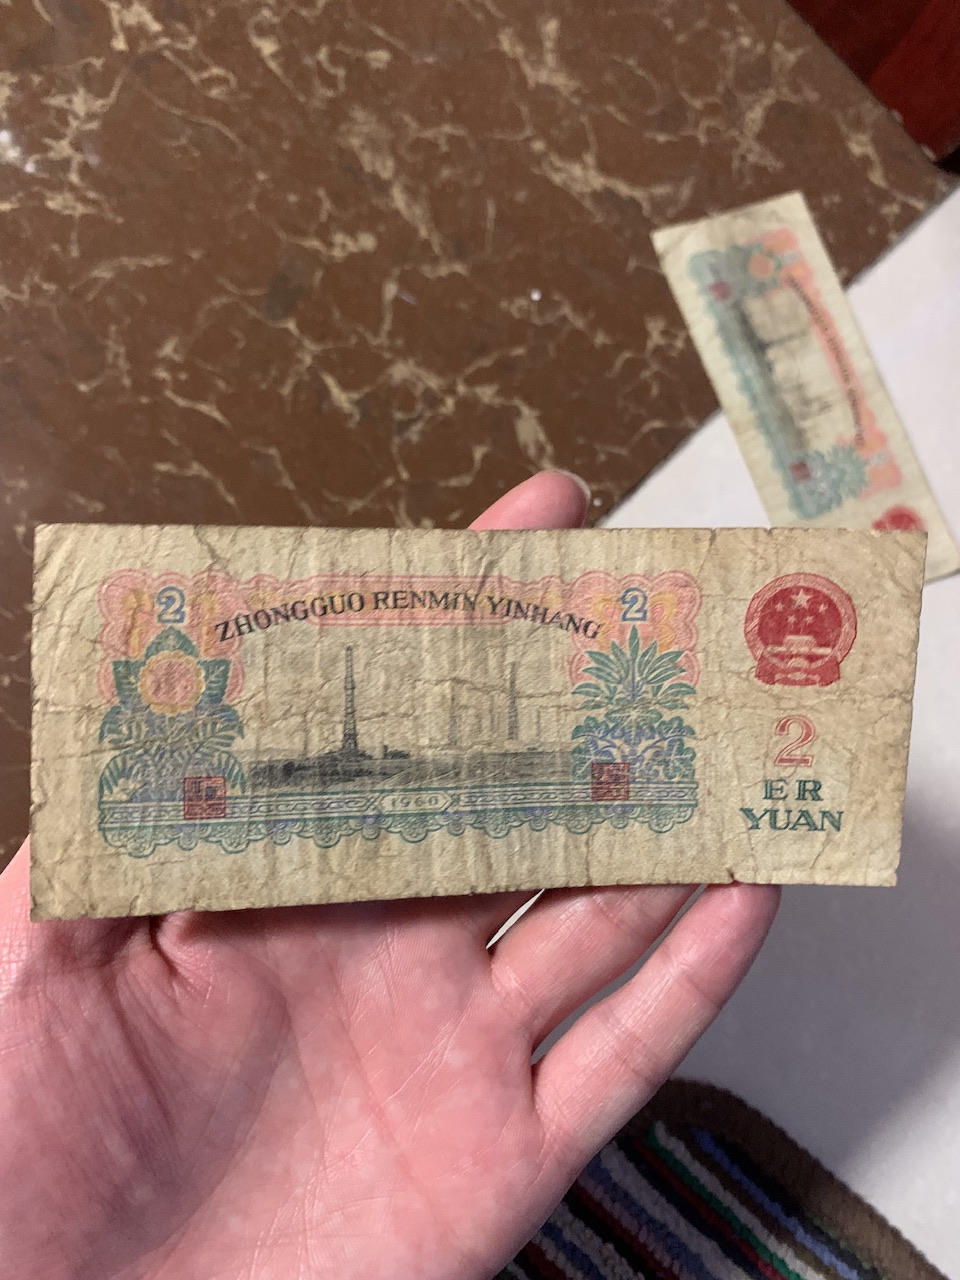 2
ZHONGGUO RENMIN YINHANG
2
1960
2
ER
YUAN